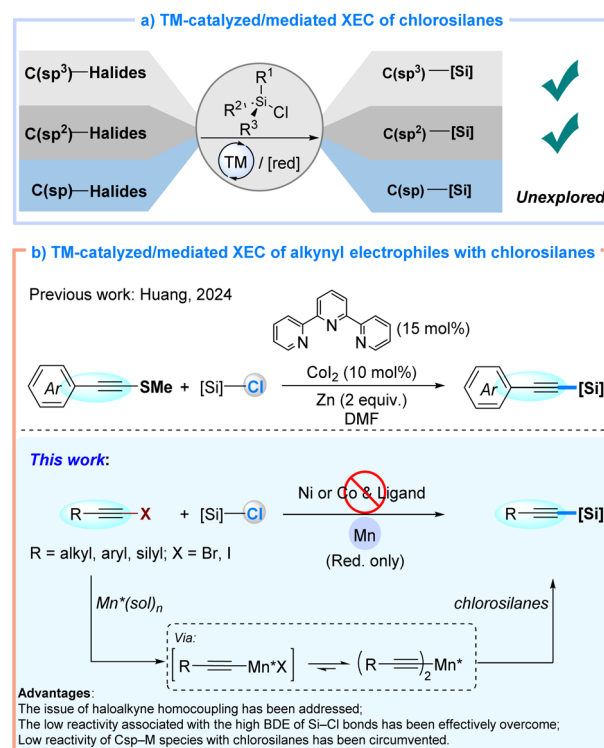 a) TM-catalyzed/mediated XEC of chlorosilanes
C(sp³)—Halides
C(sp²)—Halides
C(sp)—Halides
R¹
R² Si Cl
R³
TM / [red]
C(sp³)—[Si]
C(sp²)—[Si]
C(sp)—[Si]
Unexplored
b) TM-catalyzed/mediated XEC of alkynyl electrophiles with chlorosilanes
Previous work: Huang, 2024
N N N (15 mol%)
Ar SMe + [Si]—Cl
CoI₂ (10 mol%)
Zn (2 equiv.)
DMF
Ar [Si]
This work:
R X + [Si]—Cl
Ni or Co & Ligand
Mn
(Red. only)
R [Si]
R = alkyl, aryl, silyl; X = Br, I
Mn*(sol)n
chlorosilanes
Via:
[R Mn*X] (R )₂Mn*
Advantages:
The issue of haloalkyne homocoupling has been addressed;
The low reactivity associated with the high BDE of Si–Cl bonds has been effectively overcome;
Low reactivity of Csp–M species with chlorosilanes has been circumvented.